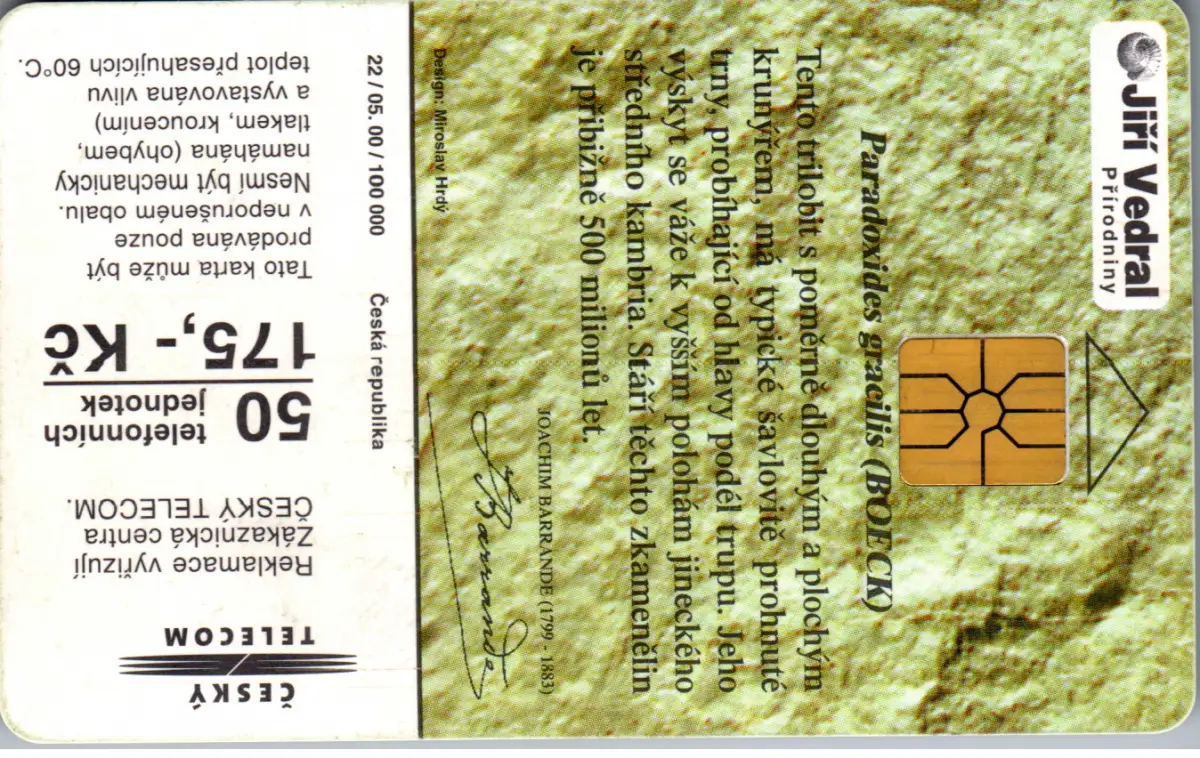 Jiří Vedral
Přírodniny
Paradoxides gracilis (BOECK)
Tento trilobit s poměrně dlouhým a plochým
krunýřem, má typické šavlovitě prohnuté
trny, probíhající od hlavy podél trupu. Jeho
výskyt se váže k vyšším polohám jineckého
středního kambria. Stáří těchto zkamenělin
je přibižně 500 milionů let.
JOACHIM BARRANDE (1799 - 1883)
JBarrande
Design: Miroslav Hrdý
22 / 05. 00 / 100 000
Česká republika
ČESKÝ
TELECOM
Reklamace vyřizují
Zákaznická centra
ČESKÝ TELECOM.
50 telefonních
jednotek
175,- Kč
Tato karta může být
prodávána pouze
v neporušeném obalu.
Nesmí být mechanicky
namáhána (ohybem,
tlakem, kroucením)
a vystavována vlivu
teplot přesahujících 60°C.